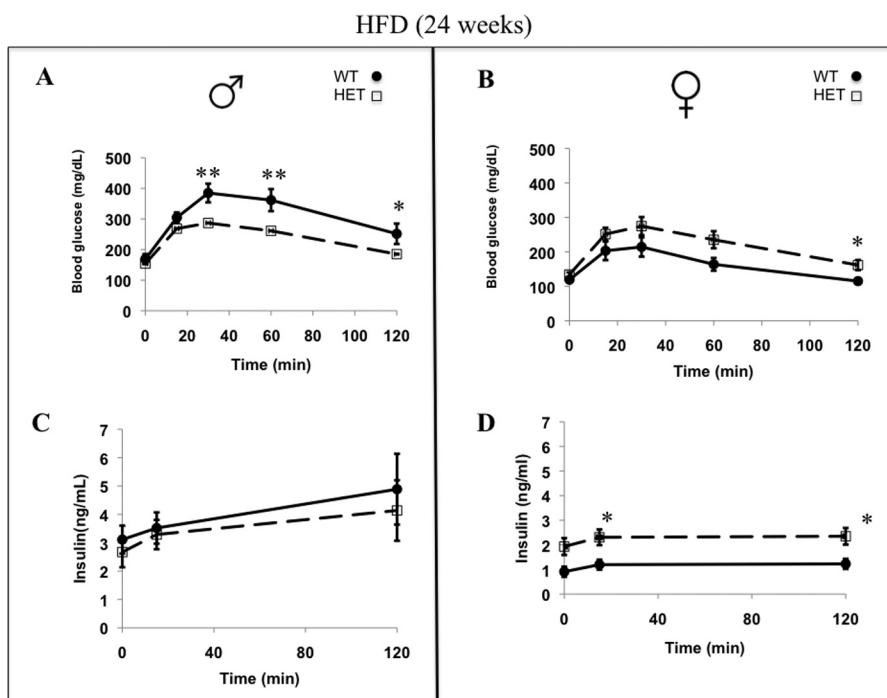 HFD (24 weeks)
A
♂
WT
HET
Blood glucose (mg/dL)
500
400
300
200
100
0
**
**
*
0 20 40 60 80 100 120
Time (min)
B
♀
WT
HET
Blood glucose (mg/dL)
500
400
300
200
100
0
*
0 20 40 60 80 100 120
Time (min)
C
Insulin(ng/mL)
7
6
5
4
3
2
1
0
0 40 80 120
Time (min)
D
Insulin (ng/ml)
7
6
5
4
3
2
1
0
*
*
0 40 80 120
Time (min)